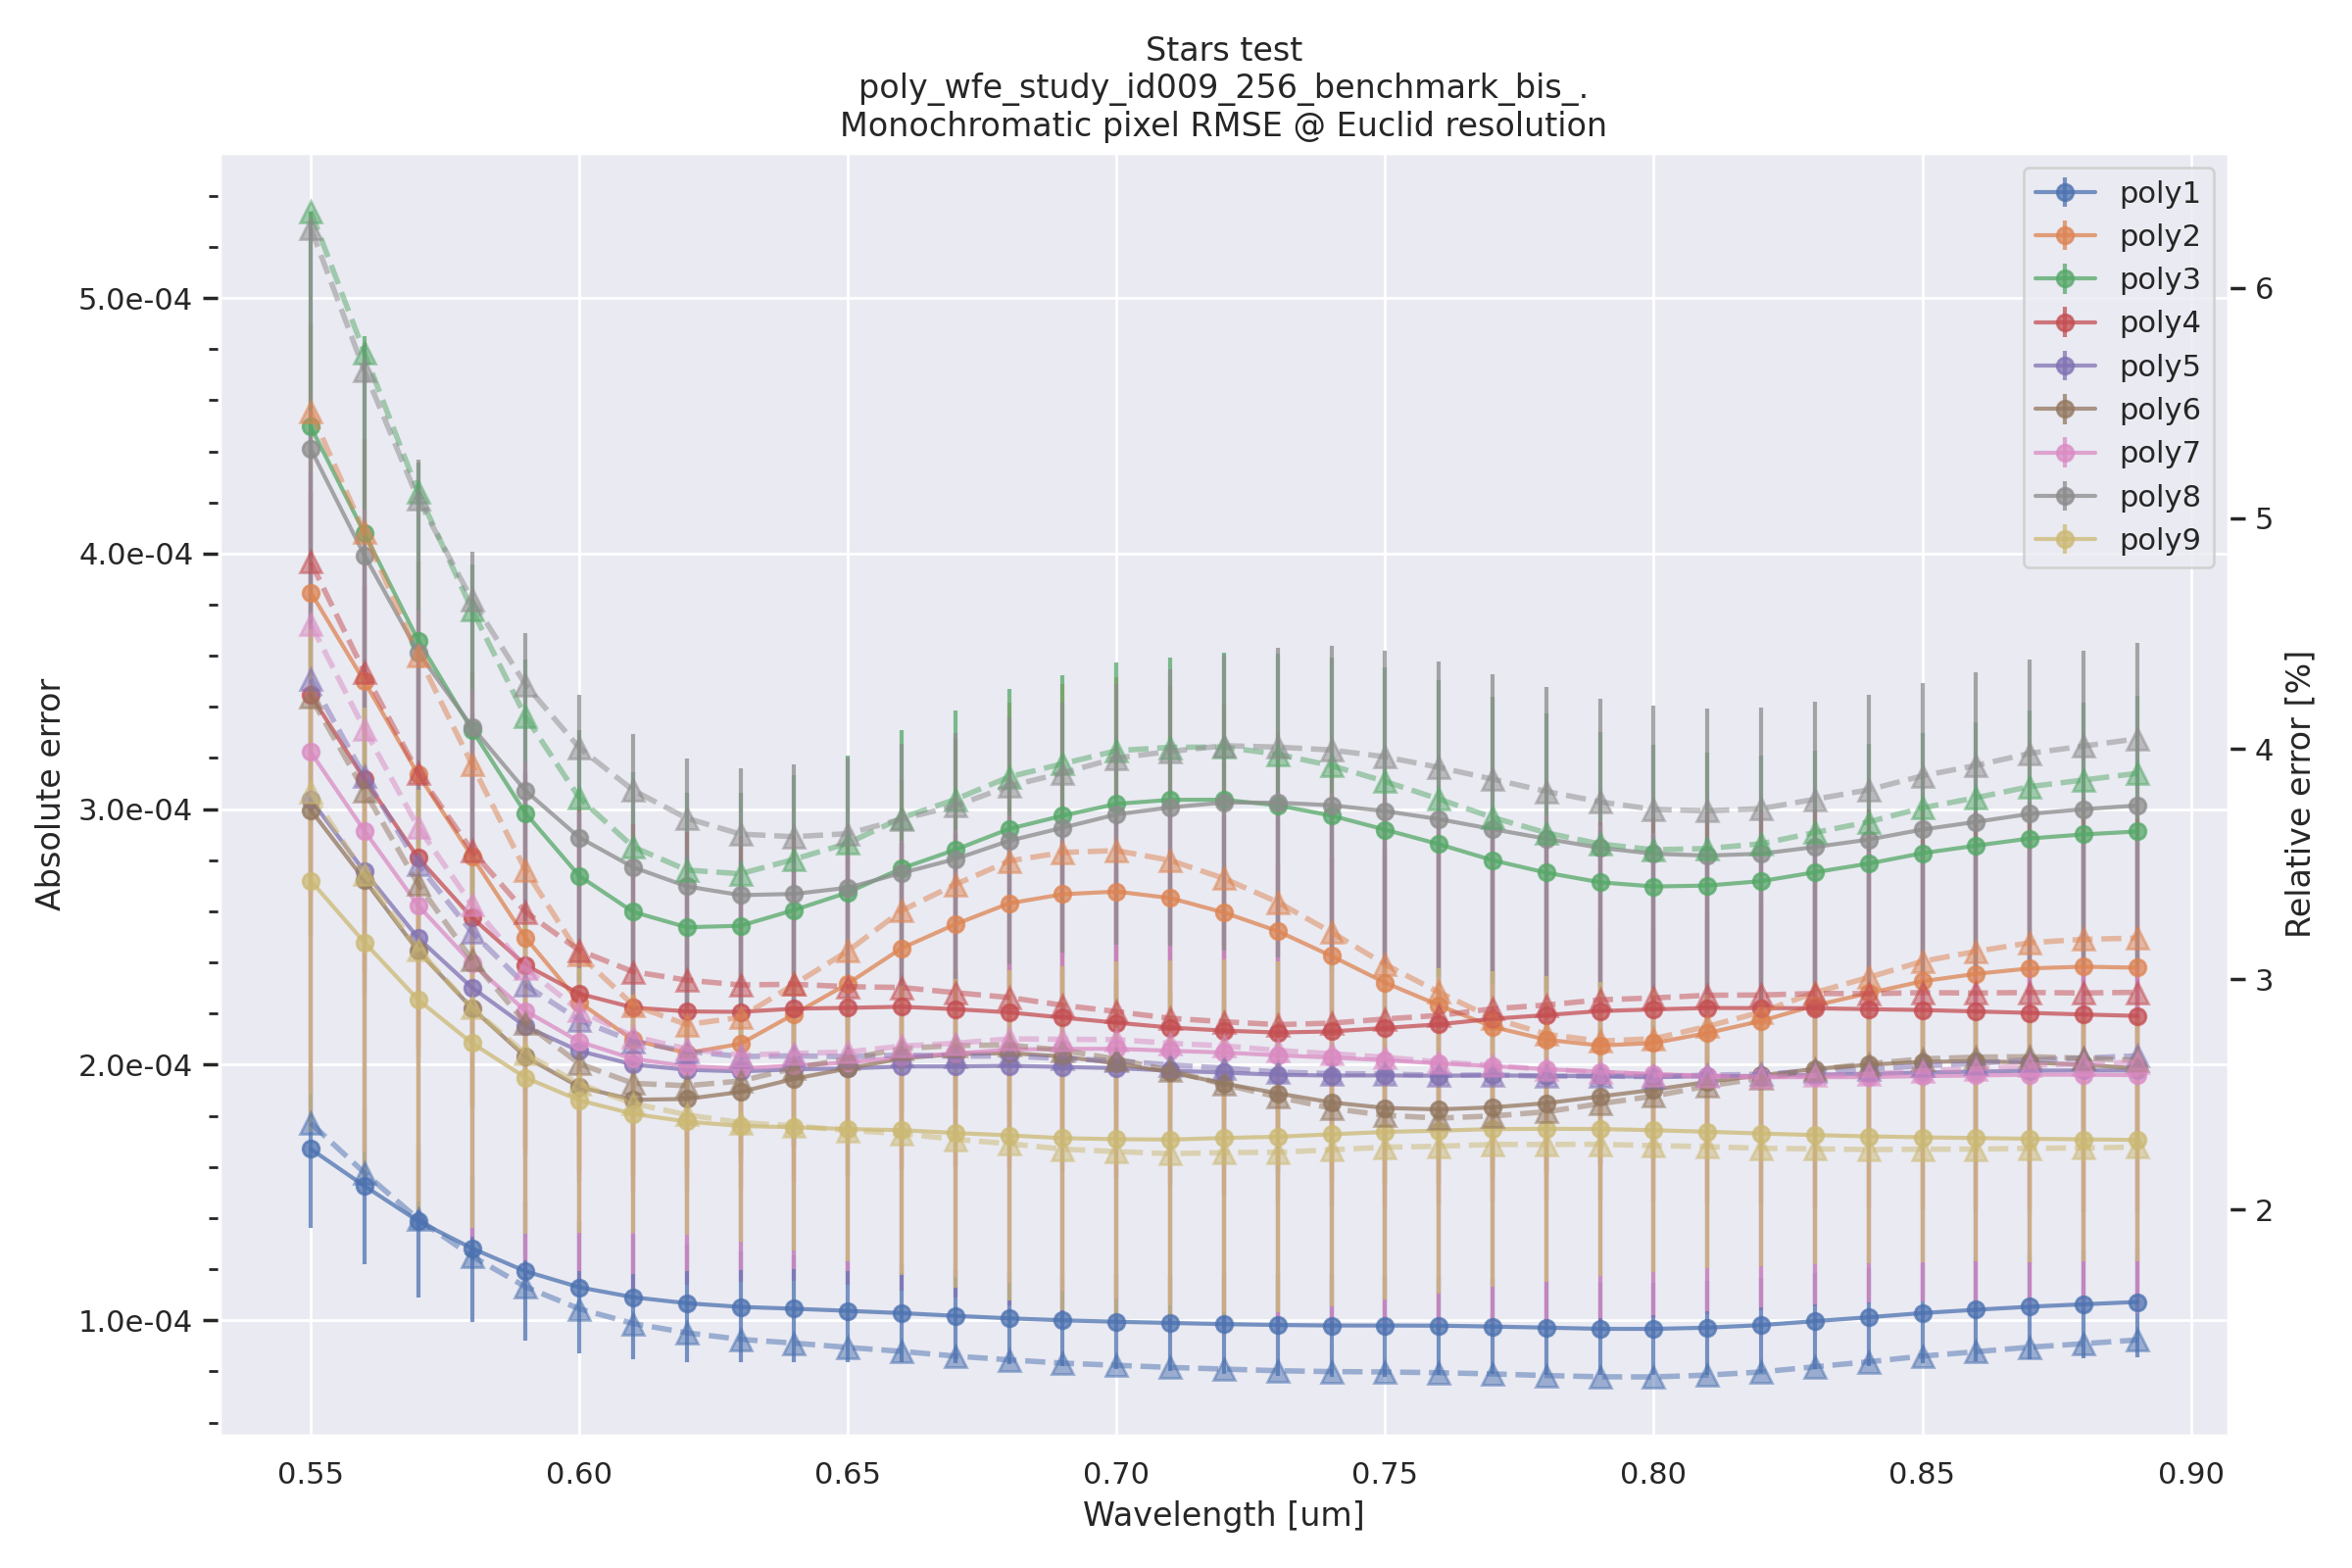 Stars test
poly_wfe_study_id009_256_benchmark_bis_.
Monochromatic pixel RMSE @ Euclid resolution
poly1
poly2
poly3
poly4
poly5
poly6
poly7
poly8
poly9
Absolute error
5.0e-04
4.0e-04
3.0e-04
2.0e-04
1.0e-04
6
5
4
3
2
Relative error [%]
0.55 0.60 0.65 0.70 0.75 0.80 0.85 0.90
Wavelength [um]